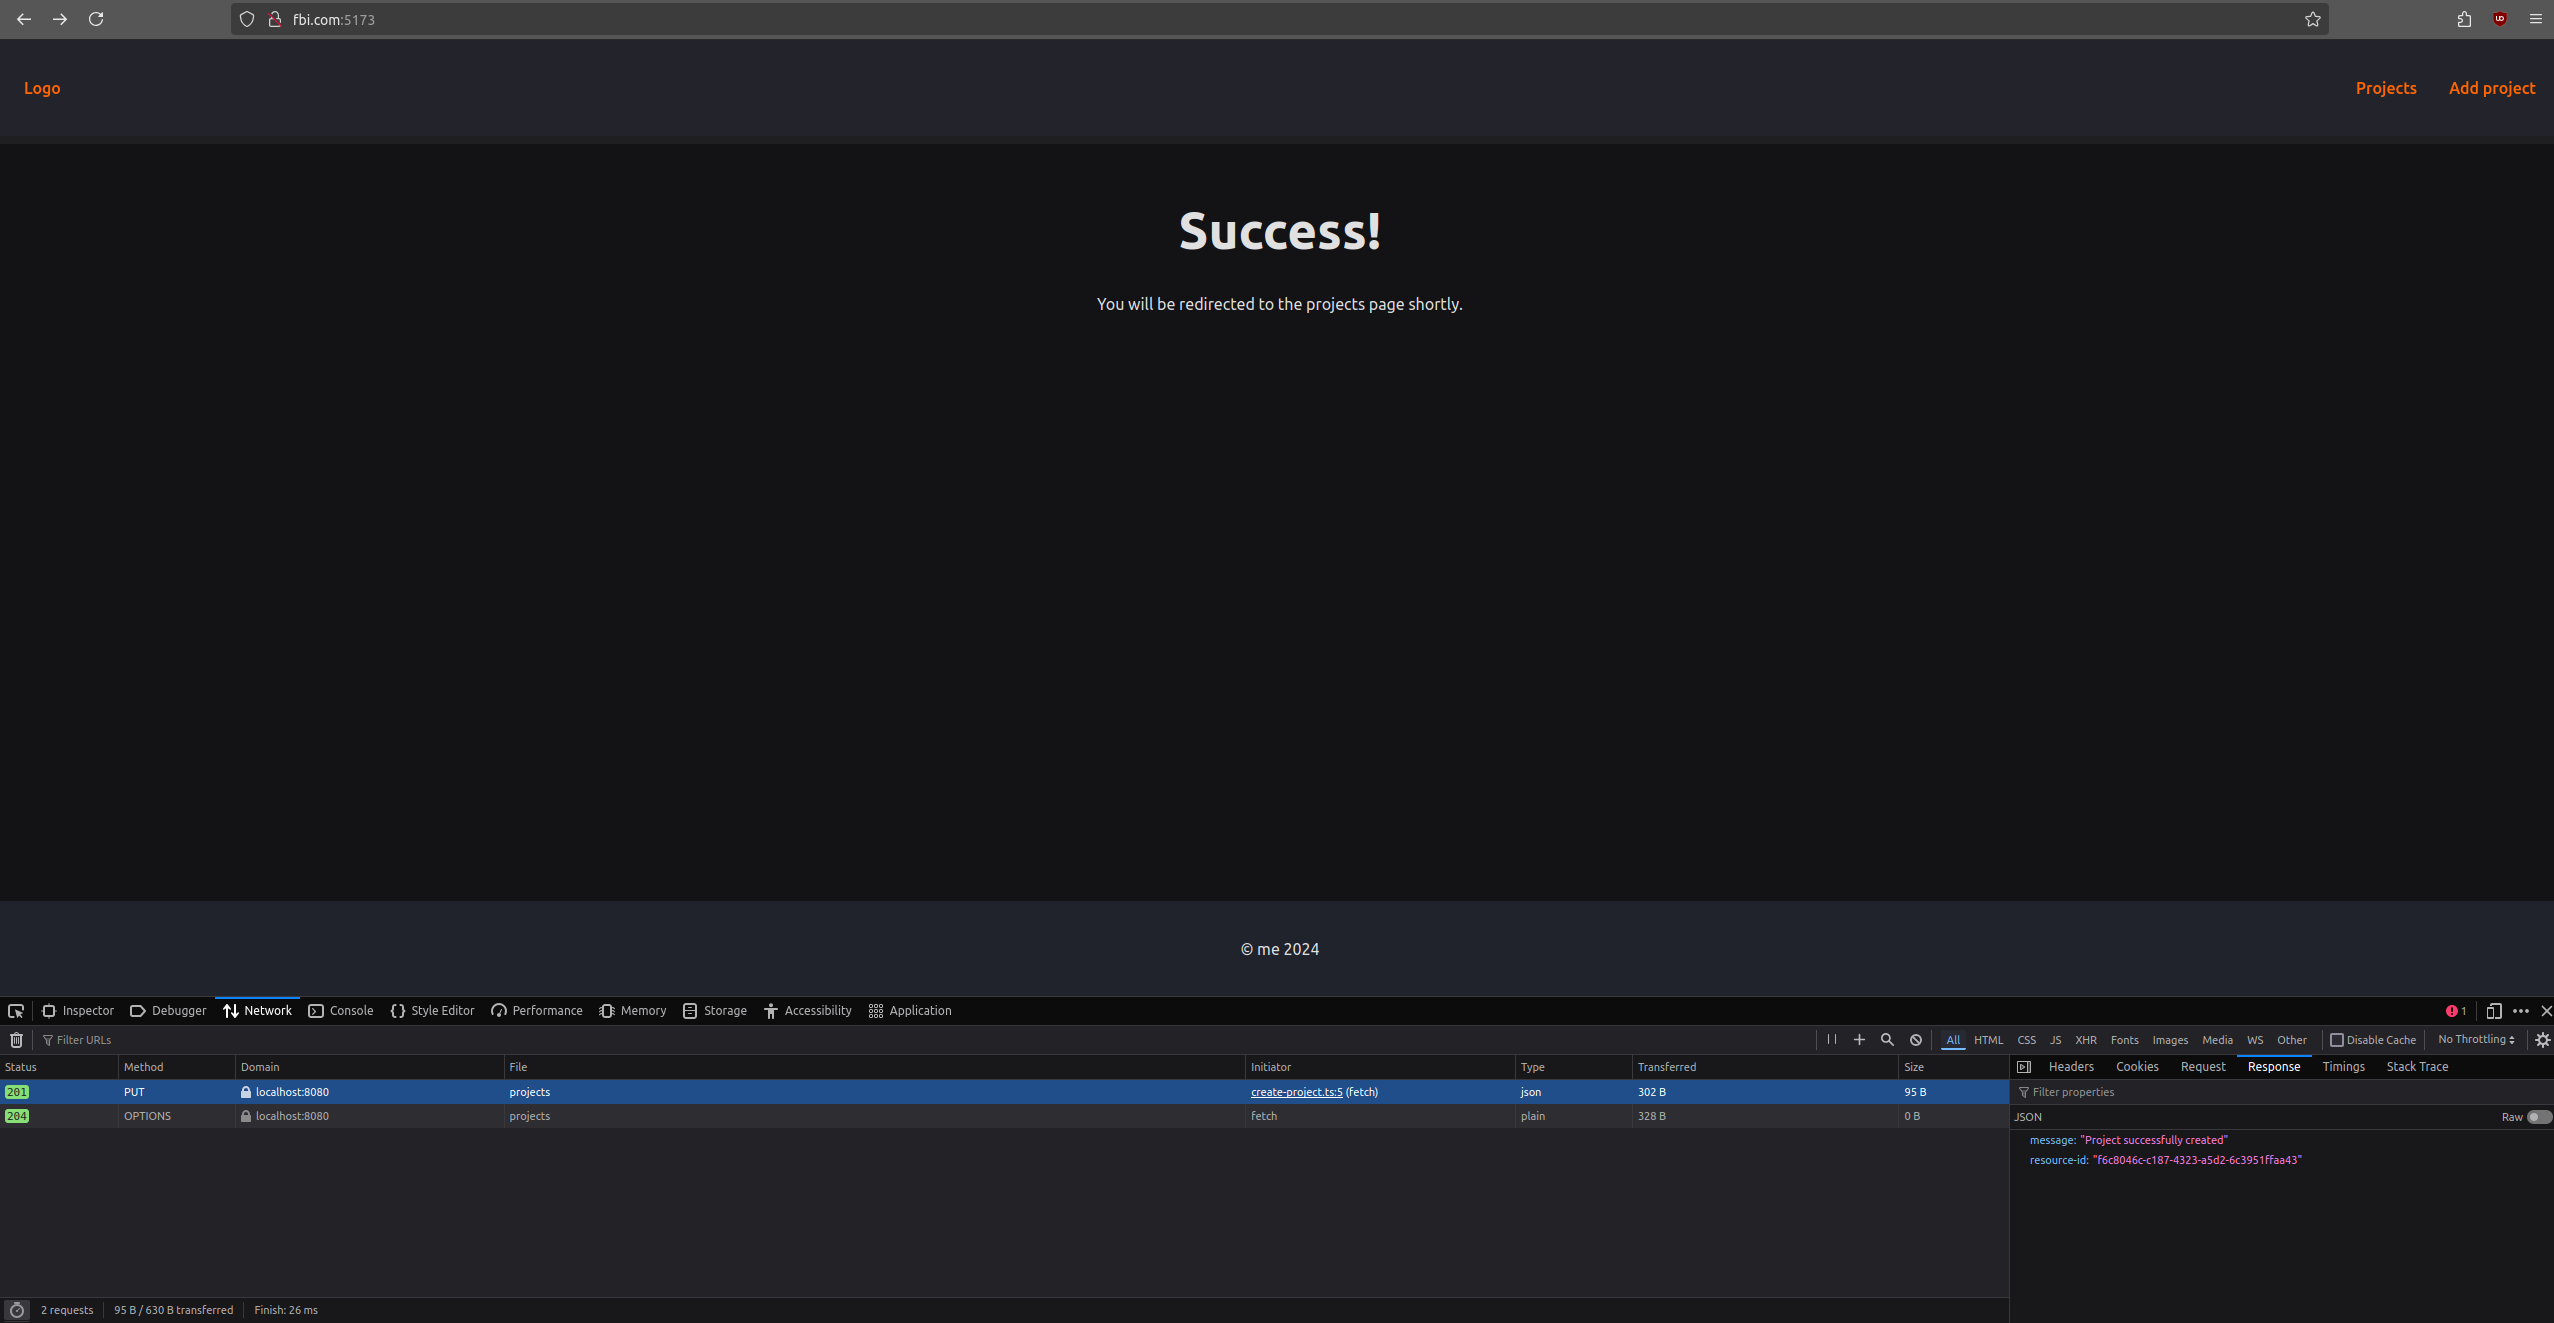 fbi.com:5173
Logo
Projects Add project
Success!
You will be redirected to the projects page shortly.
© me 2024
Inspector Debugger Network Console Style Editor Performance Memory Storage Accessibility Application 1
Filter URLs All HTML CSS JS XHR Fonts Images Media WS Other Disable Cache No Throttling
Status Method Domain File Initiator Type Transferred Size Headers Cookies Request Response Timings Stack Trace
201 PUT localhost:8080 projects create-project.ts:5 (fetch) json 302 B 95 B Filter properties
204 OPTIONS localhost:8080 projects fetch plain 328 B 0 B JSON Raw
message: "Project successfully created"
resource-id: "f6c8046c-c187-4323-a5d2-6c3951ffaa43"
2 requests 95 B / 630 B transferred Finish: 26 ms